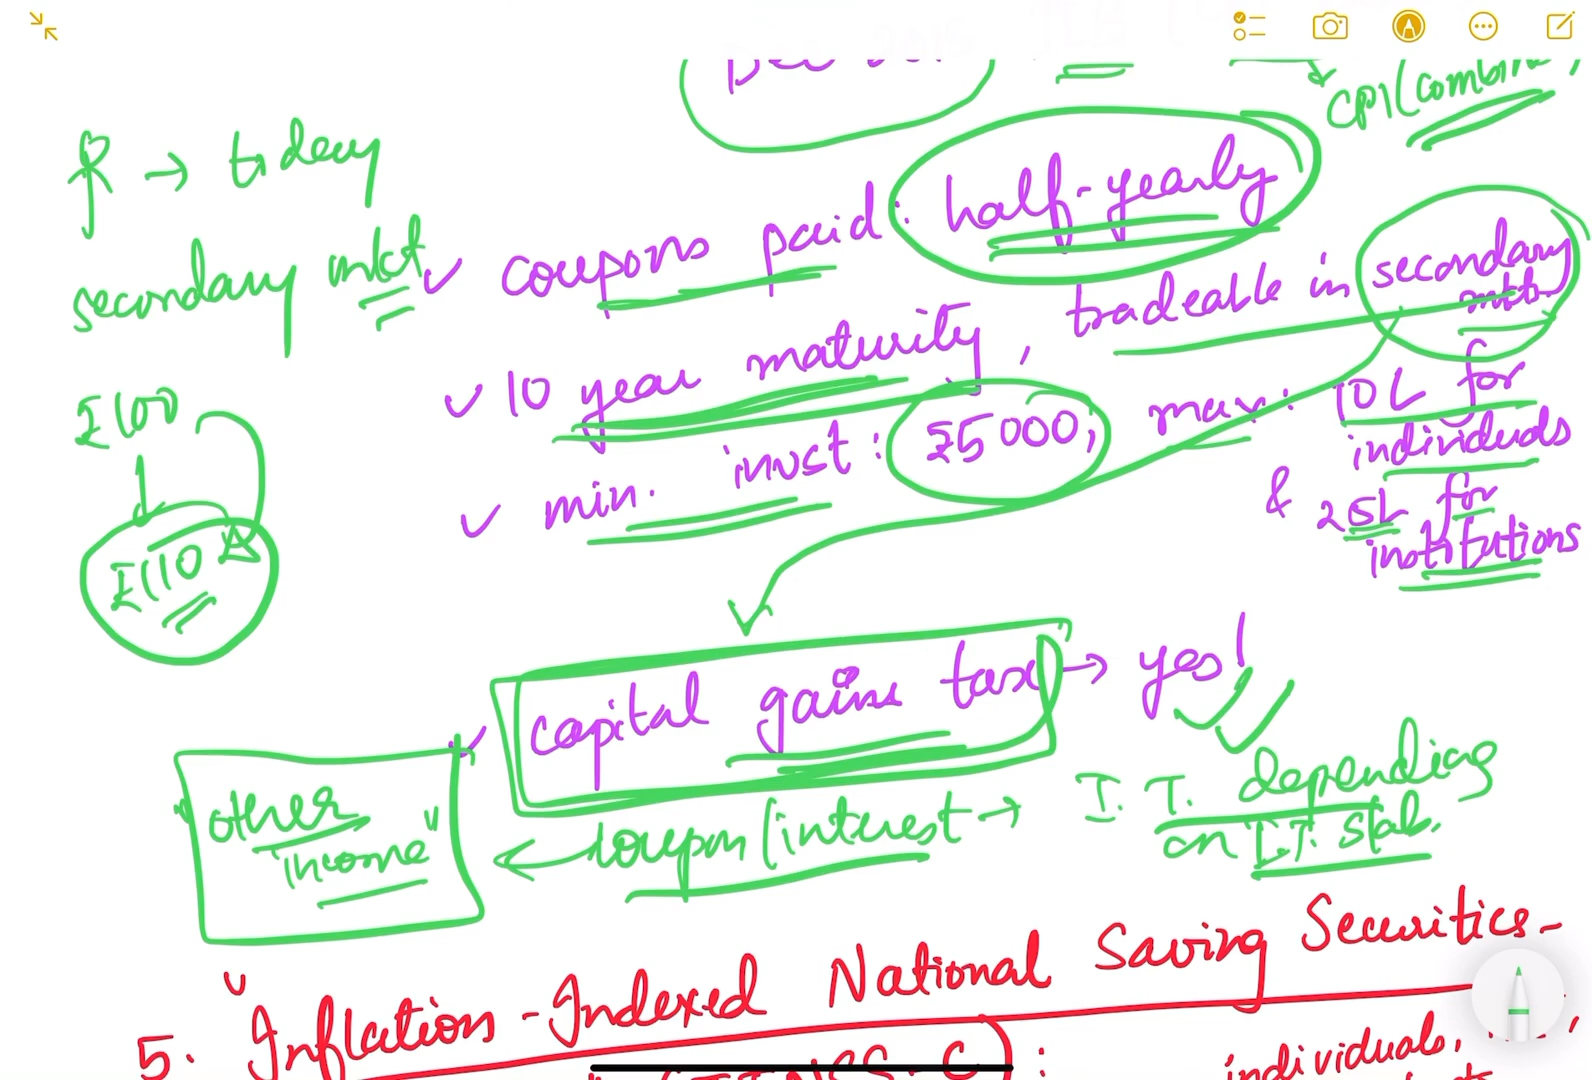 CPI (combined)
₹ → today
secondary mkt
✓ coupons paid: half-yearly
✓ 10 year maturity, tradeable in secondary mkt
✓ min. invst: ₹5000, max: 10L for individuals
& 25L for institutions
₹100
↓
₹110
✓ capital gains tax → yes!
"other income"
← coupon/interest → I.T. depending on I.T. slab.
5. Inflation-Indexed National Saving Securities-
individuals,